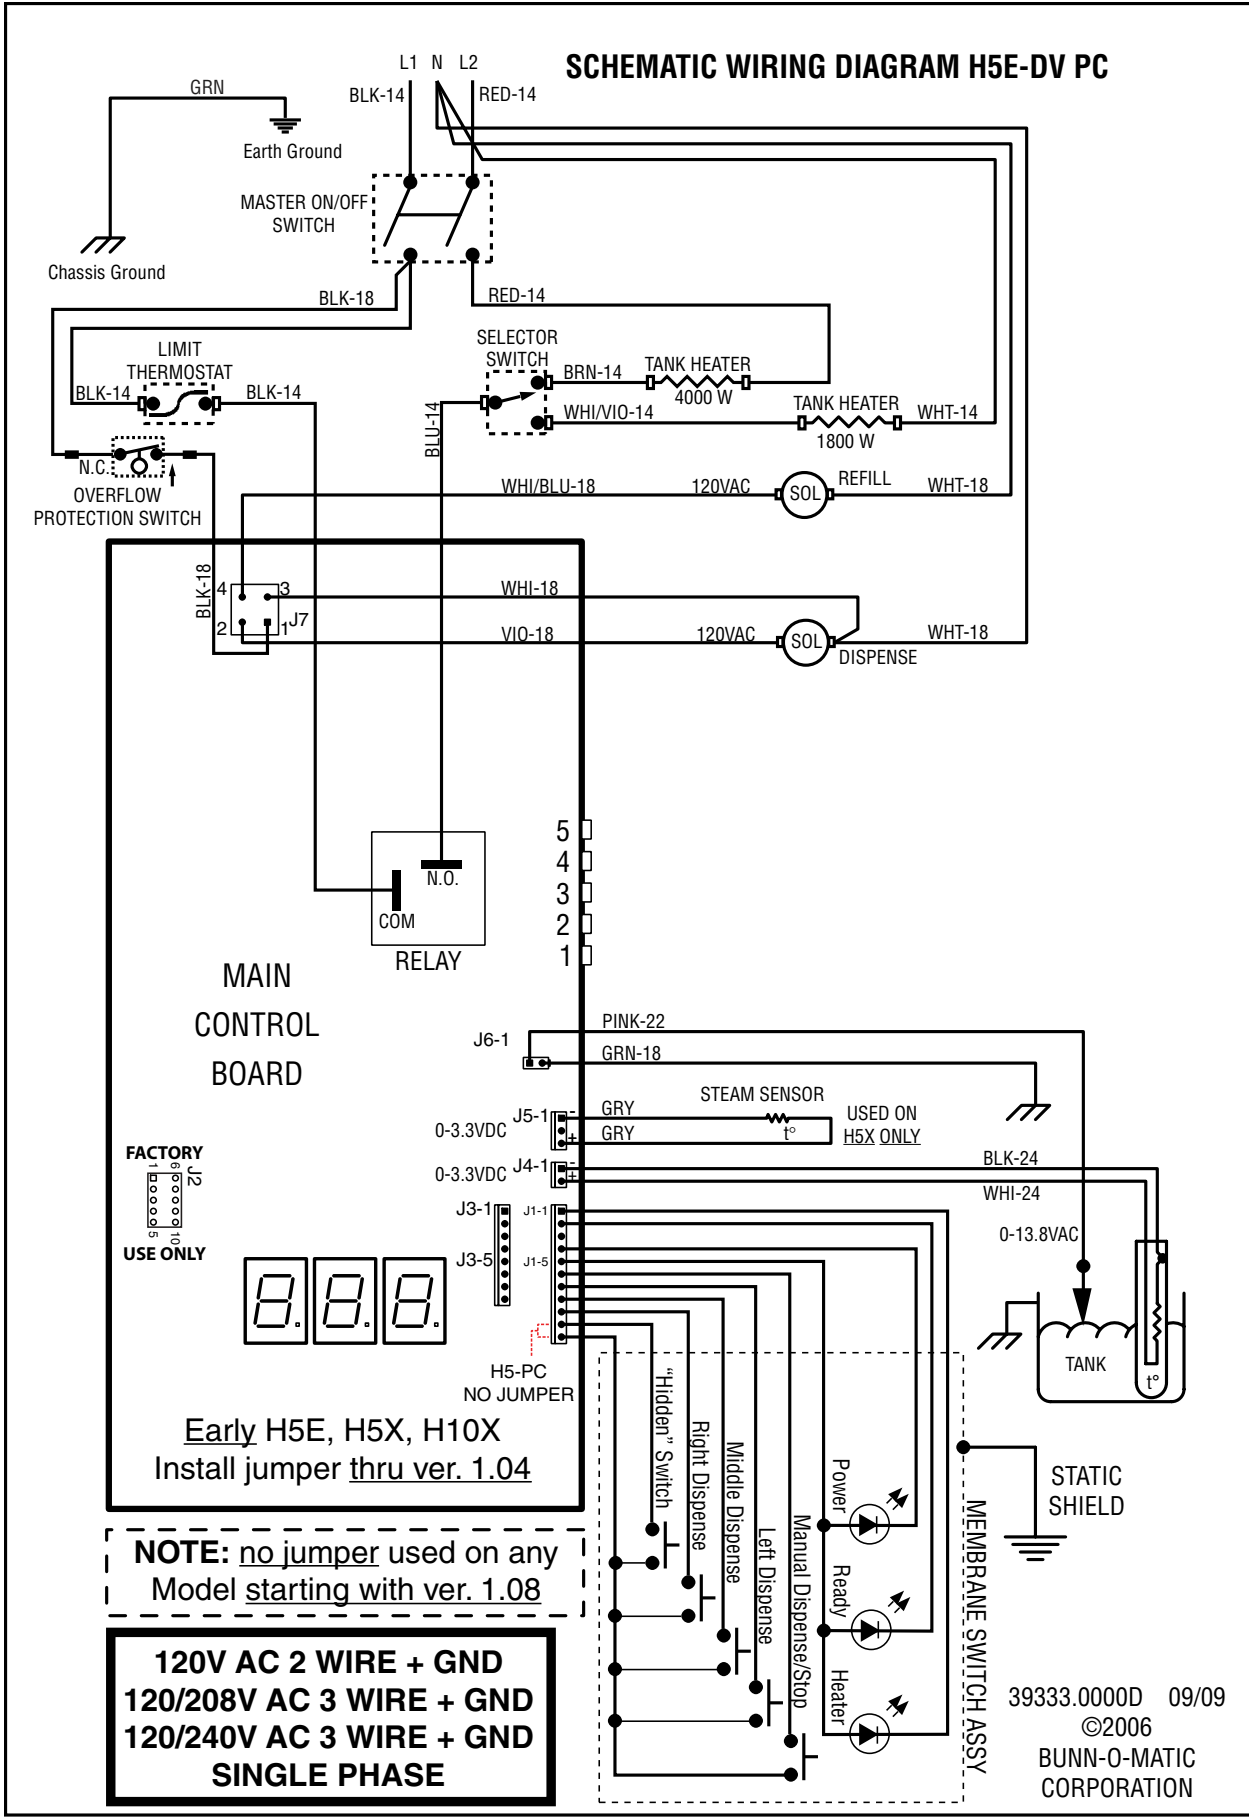 SCHEMATIC WIRING DIAGRAM H5E-DV PC
L1 N L2
BLK-14
RED-14
GRN
Earth Ground
MASTER ON/OFF
SWITCH
Chassis Ground
BLK-18
RED-14
LIMIT
THERMOSTAT
BLK-14
BLK-14
SELECTOR
SWITCH
BRN-14
TANK HEATER
4000 W
WHI/VIO-14
TANK HEATER
1800 W
WHT-14
BLU-14
N.C.
OVERFLOW
PROTECTION SWITCH
WHI/BLU-18
120VAC
SOL
REFILL
WHT-18
BLK-18
4
3
2
1
J7
WHI-18
VIO-18
120VAC
SOL
DISPENSE
WHT-18
5
4
3
2
1
N.O.
COM
RELAY
MAIN
CONTROL
BOARD
J6-1
PINK-22
GRN-18
J5-1
0-3.3VDC
-
+
GRY
GRY
STEAM SENSOR
t°
USED ON
H5X ONLY
J4-1
0-3.3VDC
-
+
BLK-24
WHI-24
0-13.8VAC
TANK
t°
FACTORY
1
6
J2
5
10
USE ONLY
J3-1
J3-5
J1-1
J1-5
8.8.8.
H5-PC
NO JUMPER
Early H5E, H5X, H10X
Install jumper thru ver. 1.04
NOTE: no jumper used on any
Model starting with ver. 1.08
120V AC 2 WIRE + GND
120/208V AC 3 WIRE + GND
120/240V AC 3 WIRE + GND
SINGLE PHASE
"Hidden" Switch
Right Dispense
Middle Dispense
Left Dispense
Manual Dispense/Stop
Power
Ready
Heater
MEMBRANE SWITCH ASSY
STATIC
SHIELD
39333.0000D 09/09
©2006
BUNN-O-MATIC
CORPORATION